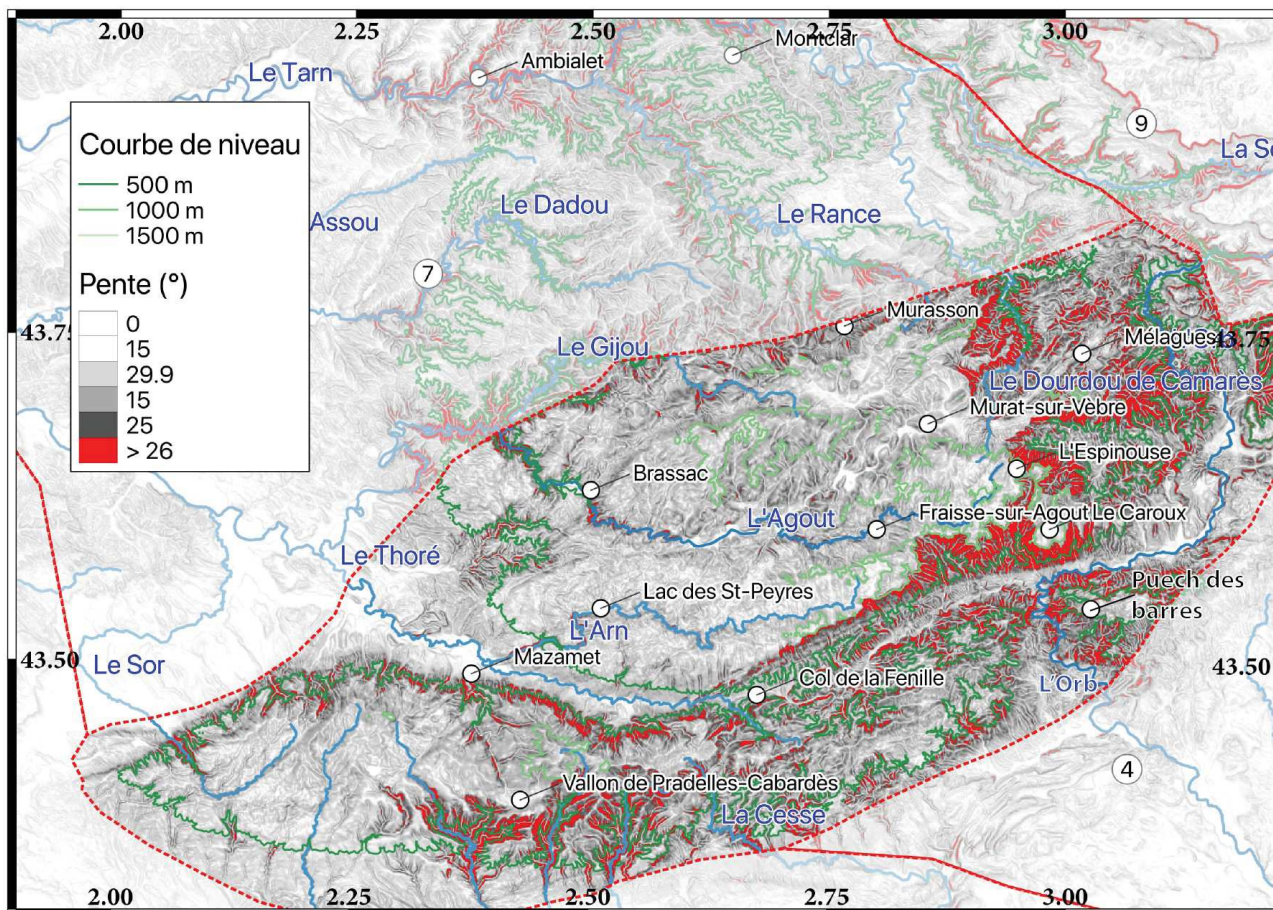 2.00
2.25
2.50
2.75
3.00
Montclar
Ambialet
Le Tarn
9
La Se
Courbe de niveau
500 m
1000 m
1500 m
Pente (°)
0
15
29.9
15
25
> 26
Assou
Le Dadou
Le Rance
7
Murasson
43.75
43.75
Mélagues
Le Gijou
Le Dourdou de Camares
Murat-sur-Vèbre
L'Espinouse
Brassac
L'Agout
Fraisse-sur-Agout
Le Caroux
Le Thoré
Lac des St-Peyres
Puech des
barres
L'Arn
Le Sor
43.50
Mazamet
43.50
Col de la Fenille
L'Orb
4
Vallon de Pradelles-Cabardès
La Cesse
2.00
2.25
2.50
2.75
3.00